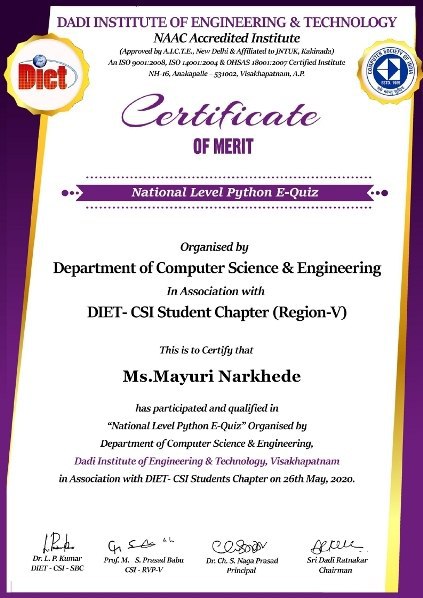 DADI INSTITUTE OF ENGINEERING & TECHNOLOGY
NAAC Accredited Institute
(Approved by A.I.C.T.E., New Delhi & Affiliated to JNTUK, Kakinada)
An ISO 9001:2008, ISO 14001:2004 & OHSAS 18001:2007 Certified Institute
NH-16, Anakapalle – 531002, Visakhapatnam, A.P.
Diet
COMPUTER SOCIETY OF INDIA
ESTD. 1965
Certificate
OF MERIT
National Level Python E-Quiz
Organised by
Department of Computer Science & Engineering
In Association with
DIET- CSI Student Chapter (Region-V)
This is to Certify that
Ms.Mayuri Narkhede
has participated and qualified in
“National Level Python E-Quiz” Organised by
Department of Computer Science & Engineering,
Dadi Institute of Engineering & Technology, Visakhapatnam
in Association with DIET- CSI Students Chapter on 26th May, 2020.
Dr. L. P. Kumar
DIET - CSI - SBC
Prof. M. S. Prasad Babu
CSI - RVP-V
Dr. Ch. S. Naga Prasad
Principal
Sri Dadi Ratnakar
Chairman